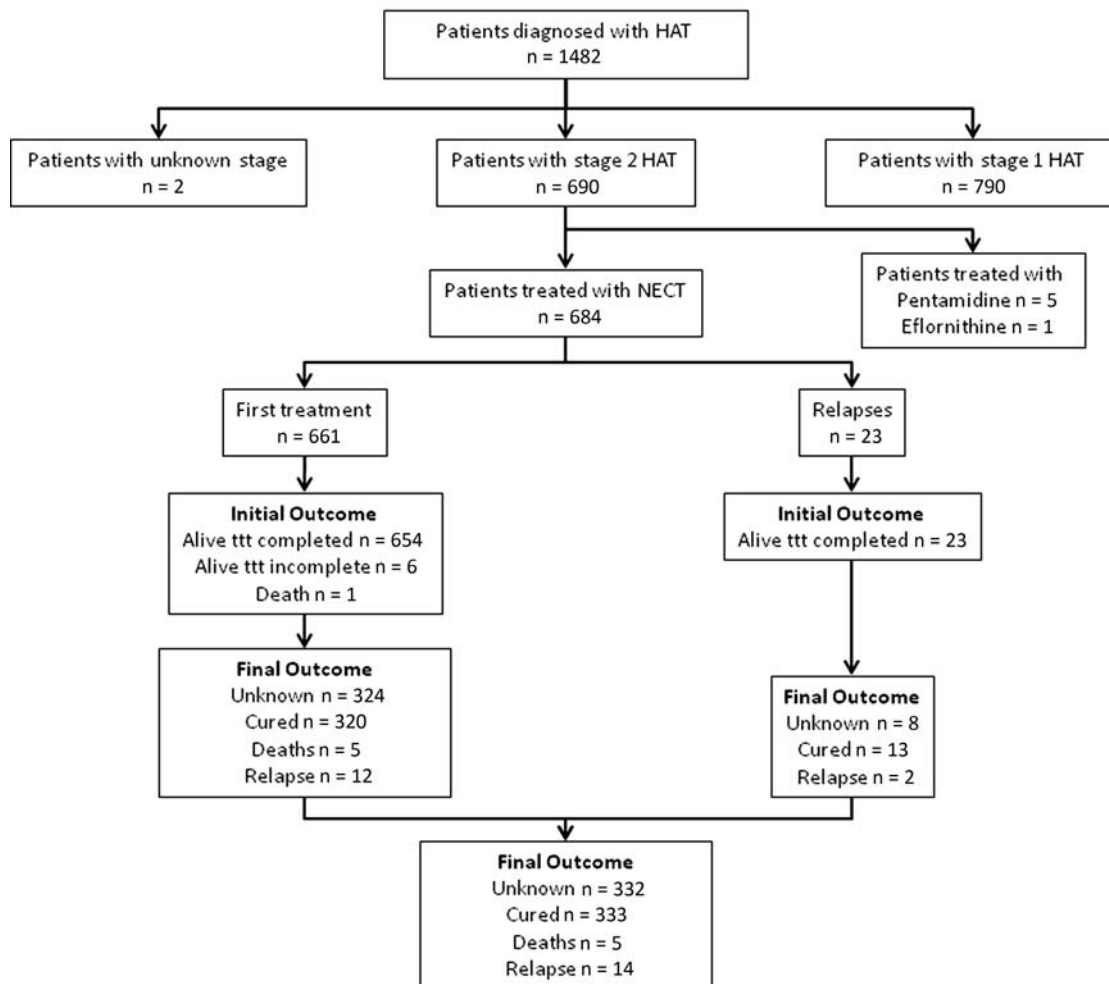 Patients diagnosed with HAT
n = 1482
Patients with unknown stage
n = 2
Patients with stage 2 HAT
n = 690
Patients with stage 1 HAT
n = 790
Patients treated with NECT
n = 684
Patients treated with
Pentamidine n = 5
Eflornithine n = 1
First treatment
n = 661
Relapses
n = 23
Initial Outcome
Alive ttt completed n = 654
Alive ttt incomplete n = 6
Death n = 1
Initial Outcome
Alive ttt completed n = 23
Final Outcome
Unknown n = 324
Cured n = 320
Deaths n = 5
Relapse n = 12
Final Outcome
Unknown n = 8
Cured n = 13
Relapse n = 2
Final Outcome
Unknown n = 332
Cured n = 333
Deaths n = 5
Relapse n = 14